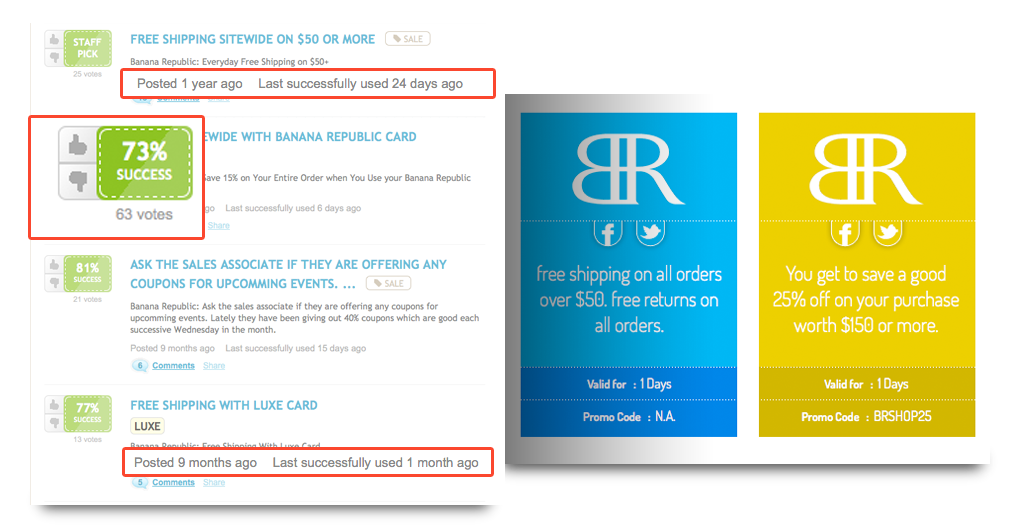 STAFF
PICK
25 votes
FREE SHIPPING SITEWIDE ON $50 OR MORE SALE
Banana Republic: Everyday Free Shipping on $50+
Posted 1 year ago Last successfully used 24 days ago
Comments Share
73%
SUCCESS
63 votes
EWIDE WITH BANANA REPUBLIC CARD
ave 15% on Your Entire Order when You Use your Banana Republic
go Last successfully used 6 days ago
Share
81%
SUCCESS
21 votes
ASK THE SALES ASSOCIATE IF THEY ARE OFFERING ANY
COUPONS FOR UPCOMMING EVENTS. ... SALE
Banana Republic: Ask the sales associate if they are offering any coupons for
upcomming events. Lately they have been giving out 40% coupons which are good each
successive Wednesday in the month.
Posted 9 months ago Last successfully used 15 days ago
6 Comments Share
77%
SUCCESS
13 votes
FREE SHIPPING WITH LUXE CARD
LUXE
Banana Republic: Free Shipping With Luxe Card
Posted 9 months ago Last successfully used 1 month ago
5 Comments Share
BR
f
free shipping on all orders
over $50. free returns on
all orders.
Valid for : 1 Days
Promo Code : N.A.
BR
f
You get to save a good
25% off on your purchase
worth $150 or more.
Valid for : 1 Days
Promo Code : BRSHOP25